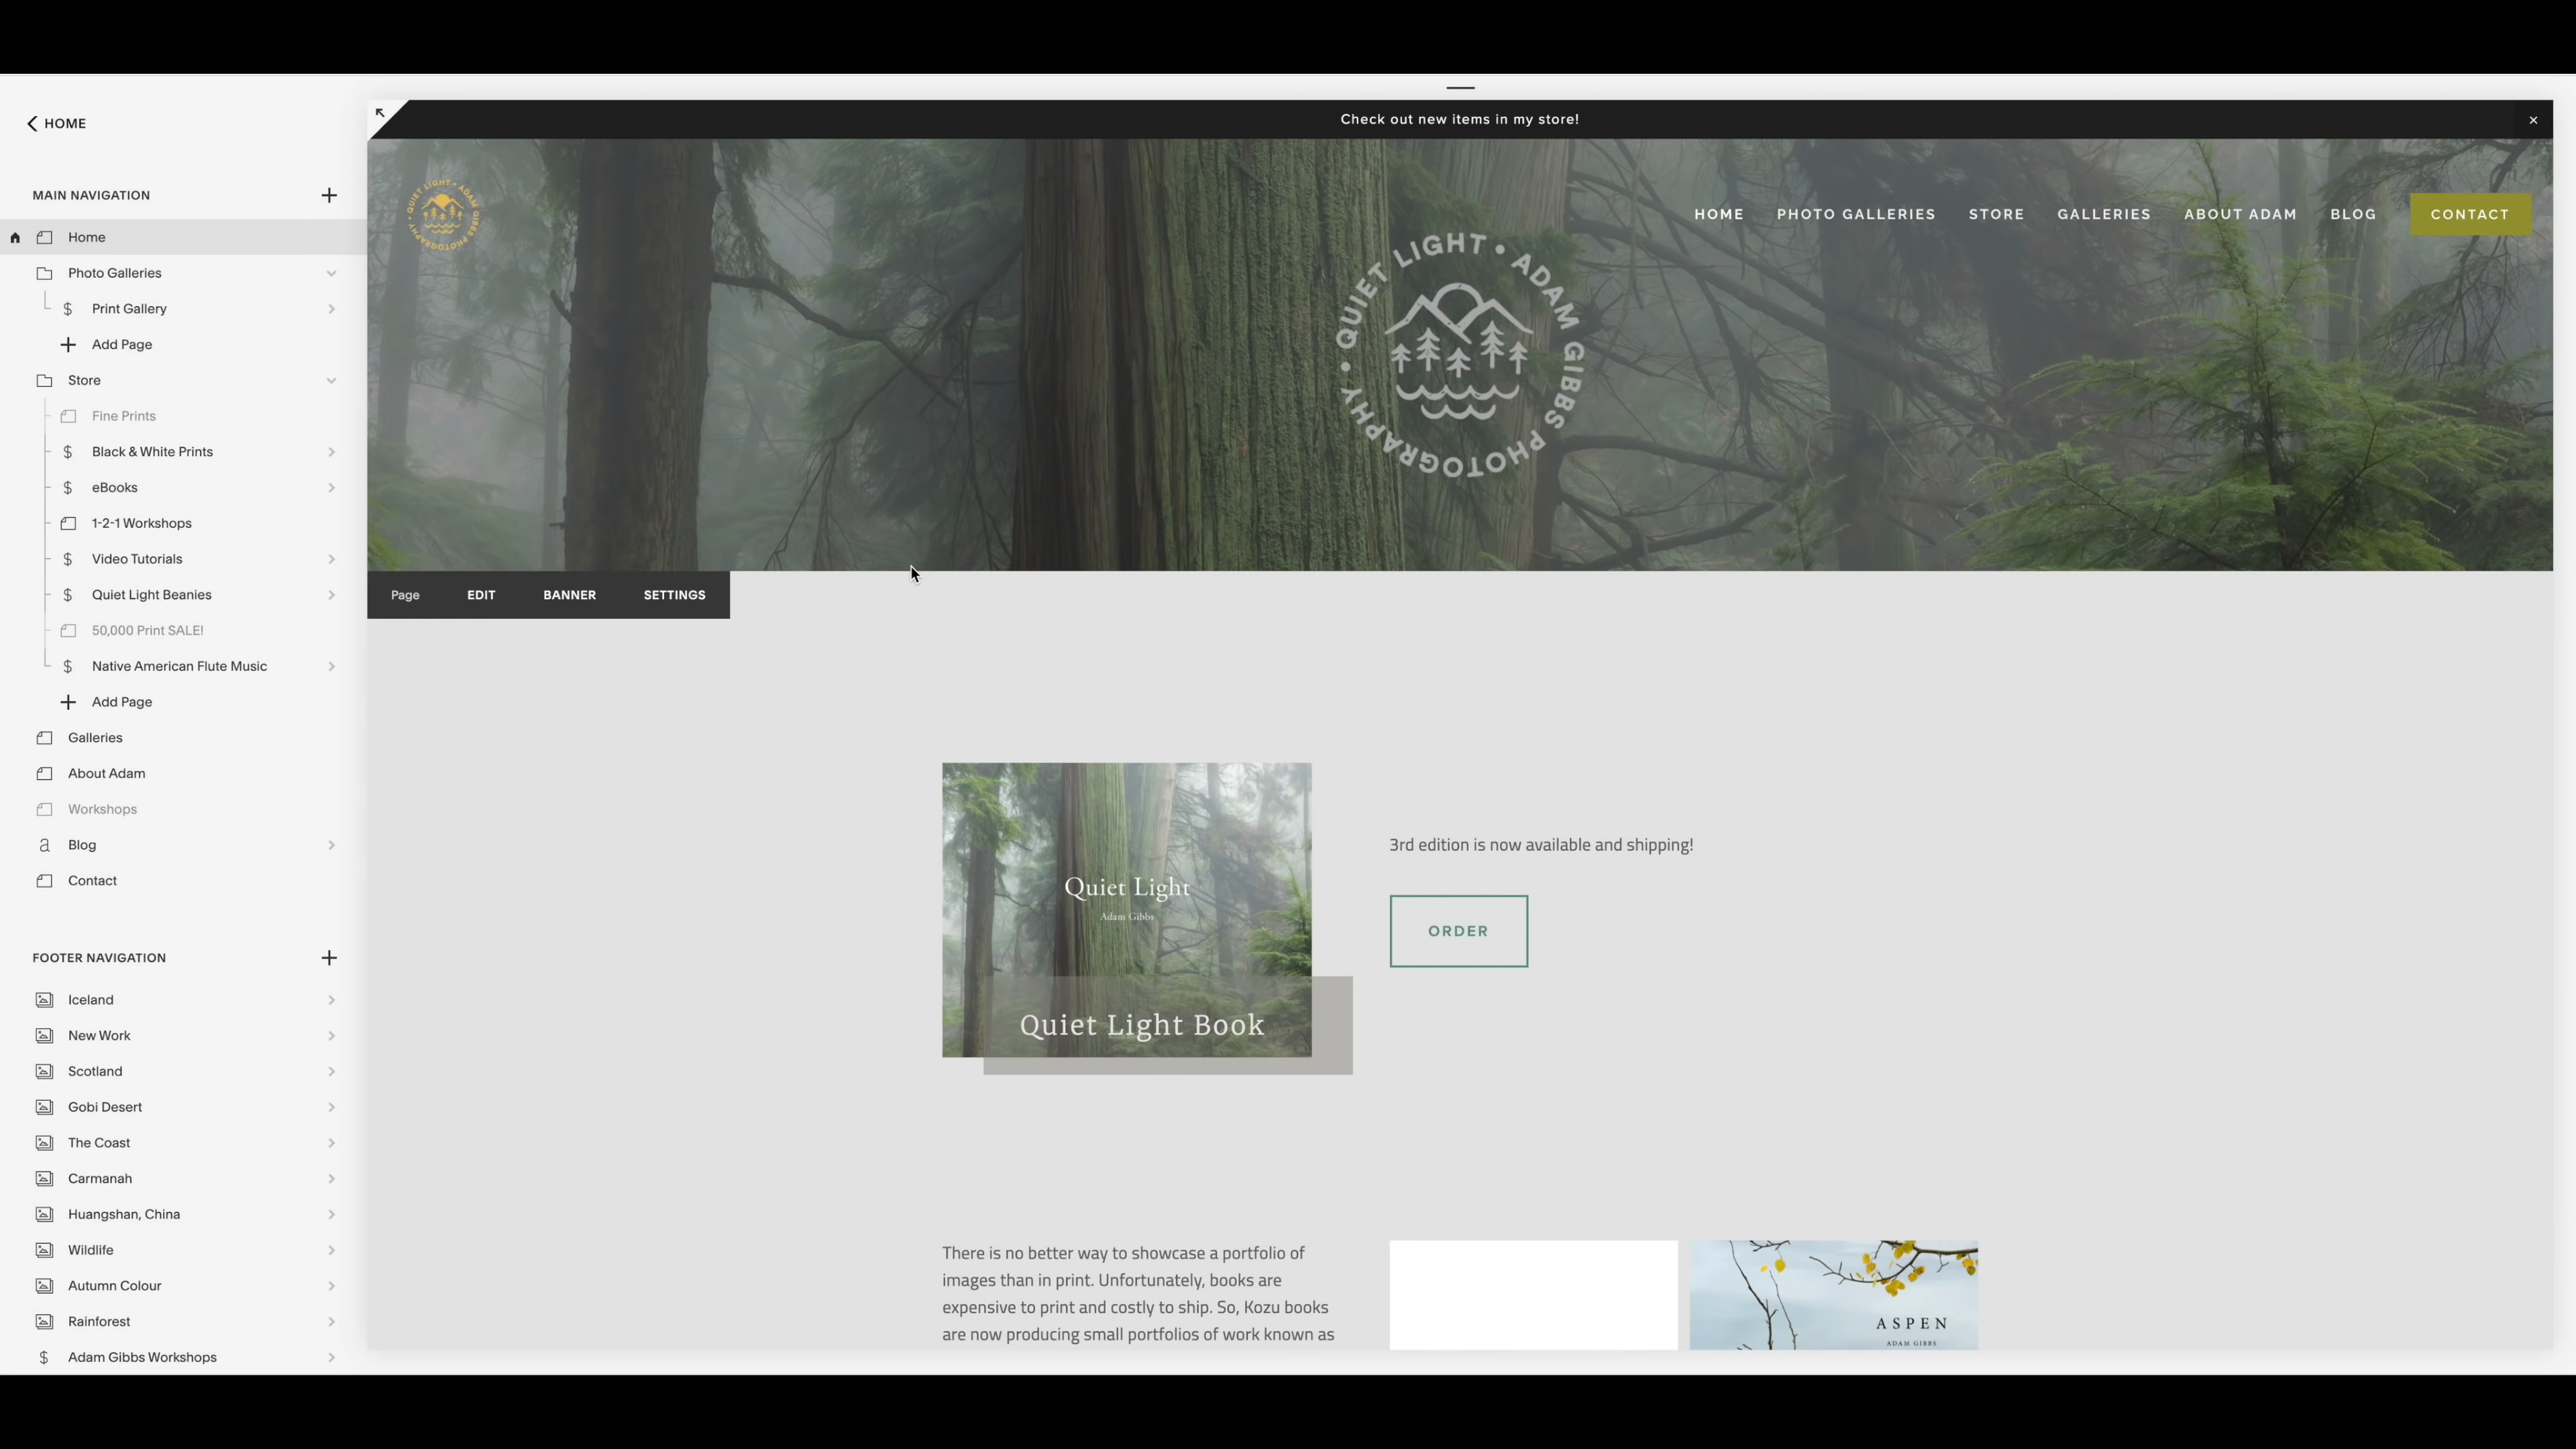 HOME
MAIN NAVIGATION
Home
Photo Galleries
$ Print Gallery
Add Page
Store
Fine Prints
$ Black & White Prints
$ eBooks
1-2-1 Workshops
$ Video Tutorials
$ Quiet Light Beanies
50,000 Print SALE!
$ Native American Flute Music
Add Page
Galleries
About Adam
Workshops
a Blog
Contact
FOOTER NAVIGATION
Iceland
New Work
Scotland
Gobi Desert
The Coast
Carmanah
Huangshan, China
Wildlife
Autumn Colour
Rainforest
$ Adam Gibbs Workshops
Check out new items in my store!
QUIET LIGHT • ADAM GIBBS PHOTOGRAPHY •
HOME PHOTO GALLERIES STORE GALLERIES ABOUT ADAM BLOG CONTACT
QUIET LIGHT • ADAM GIBBS PHOTOGRAPHY •
Page EDIT BANNER SETTINGS
Quiet Light
Adam Gibbs
Quiet Light Book
3rd edition is now available and shipping!
ORDER
There is no better way to showcase a portfolio of
images than in print. Unfortunately, books are
expensive to print and costly to ship. So, Kozu books
are now producing small portfolios of work known as
ASPEN
ADAM GIBBS